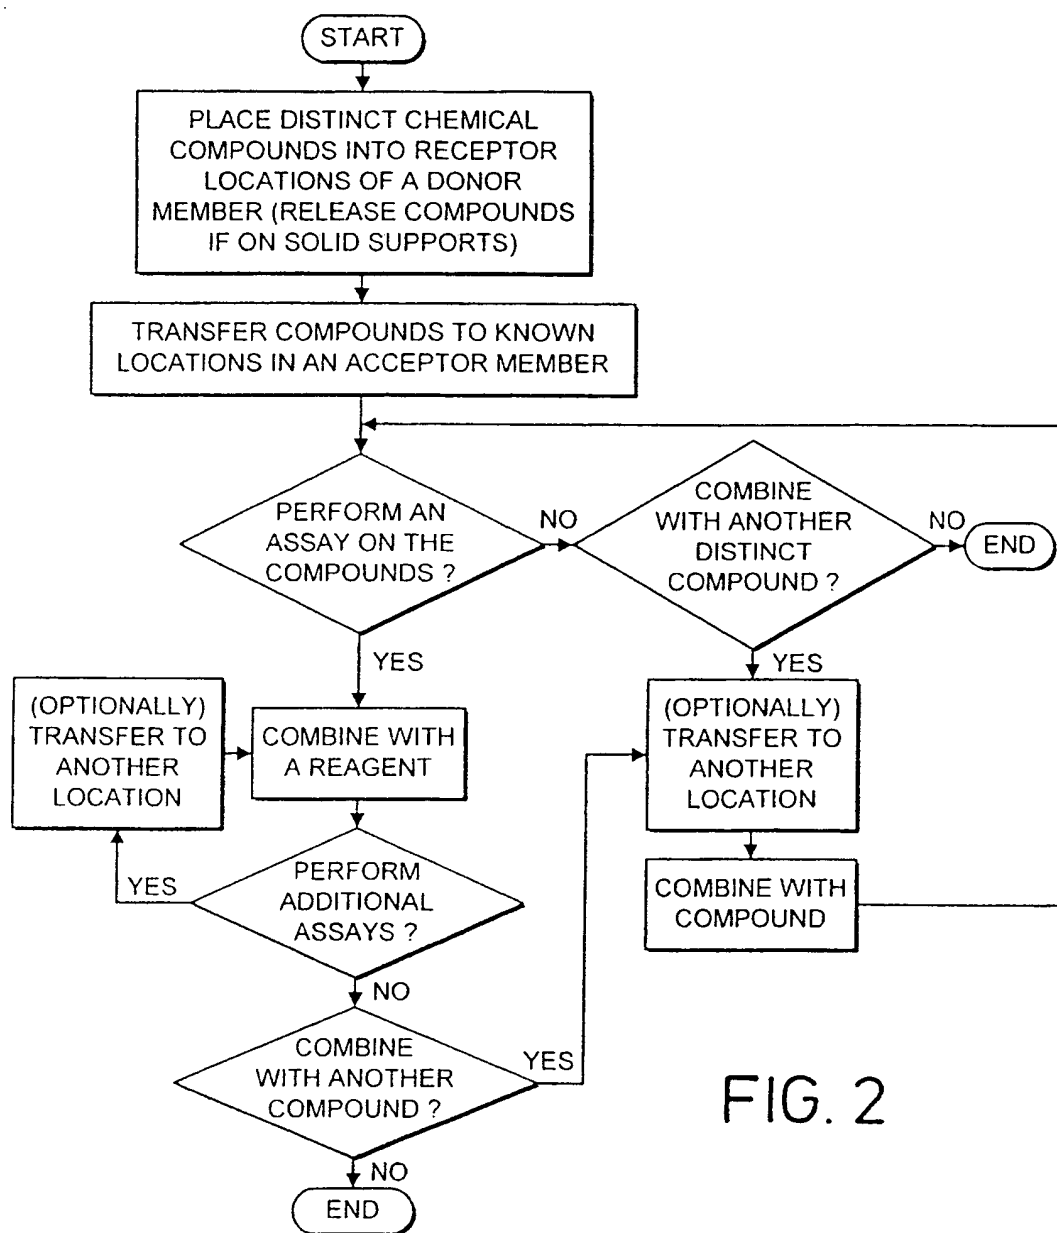 START
PLACE DISTINCT CHEMICAL
COMPOUNDS INTO RECEPTOR
LOCATIONS OF A DONOR
MEMBER (RELEASE COMPOUNDS
IF ON SOLID SUPPORTS)
TRANSFER COMPOUNDS TO KNOWN
LOCATIONS IN AN ACCEPTOR MEMBER
PERFORM AN
ASSAY ON THE
COMPOUNDS ?
NO
COMBINE
WITH ANOTHER
DISTINCT
COMPOUND ?
NO
END
YES
YES
(OPTIONALLY)
TRANSFER TO
ANOTHER
LOCATION
COMBINE WITH
A REAGENT
(OPTIONALLY)
TRANSFER TO
ANOTHER
LOCATION
PERFORM
ADDITIONAL
ASSAYS ?
YES
COMBINE WITH
COMPOUND
NO
COMBINE
WITH ANOTHER
COMPOUND ?
YES
NO
END
FIG. 2